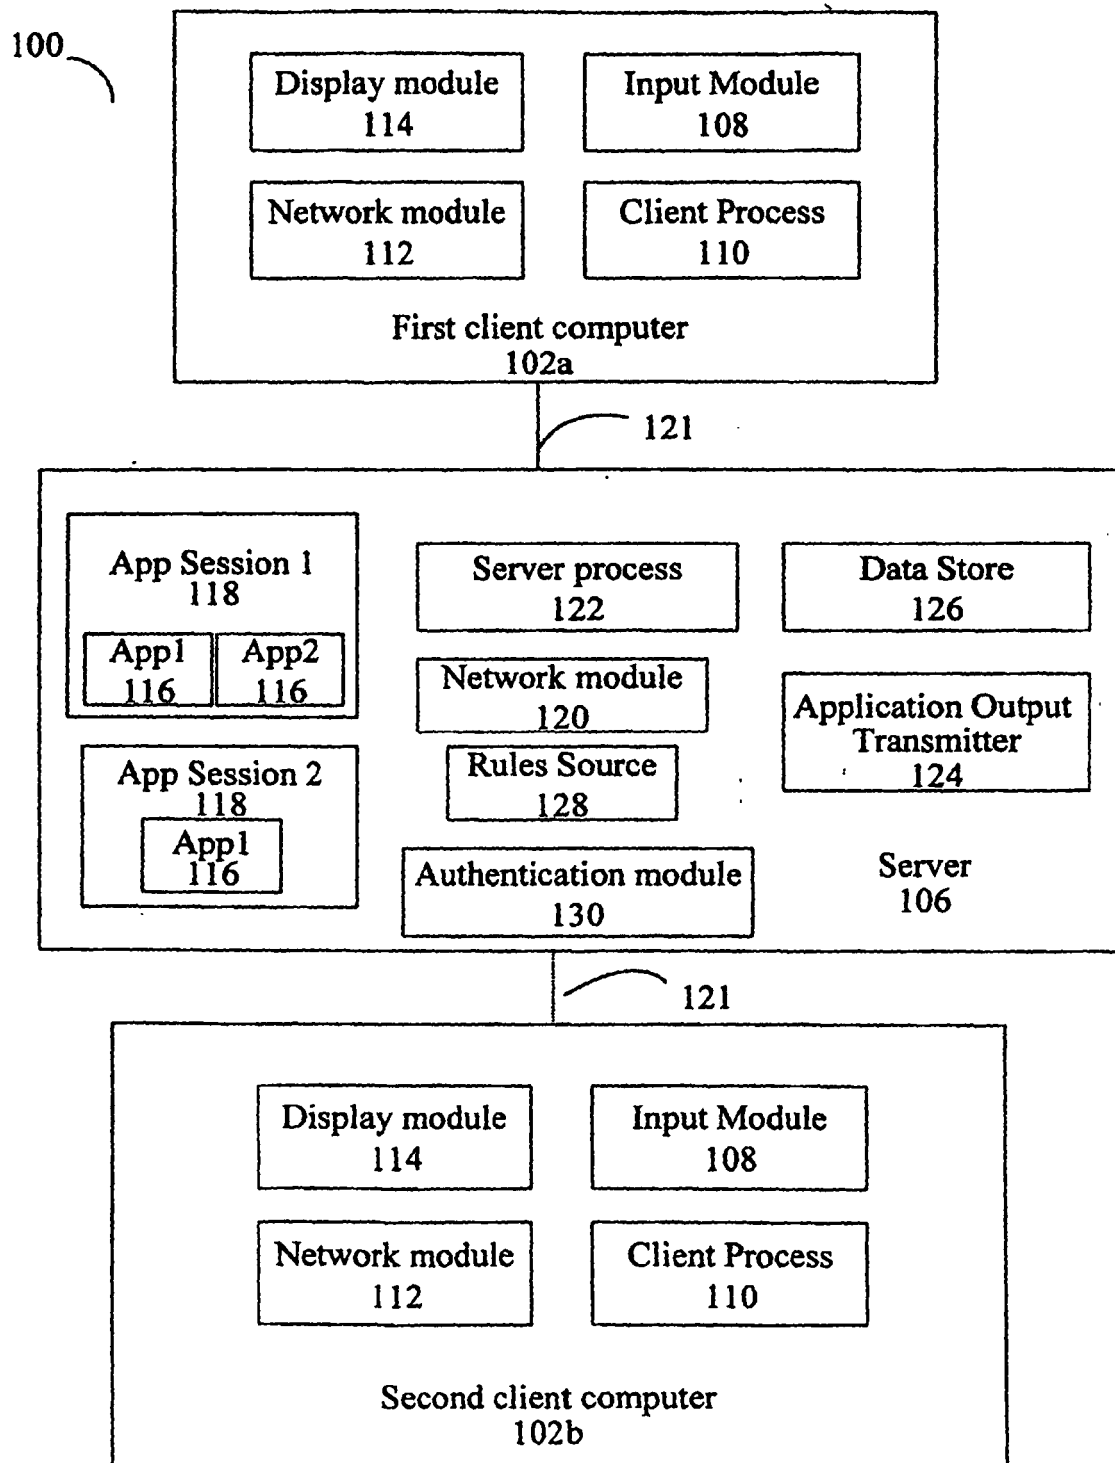 100
Display module
114
Input Module
108
Network module
112
Client Process
110
First client computer
102a
121
App Session 1
118
App1
116
App2
116
Server process
122
Data Store
126
Network module
120
Application Output
Transmitter
124
App Session 2
118
App1
116
Rules Source
128
Authentication module
130
Server
106
121
Display module
114
Input Module
108
Network module
112
Client Process
110
Second client computer
102b